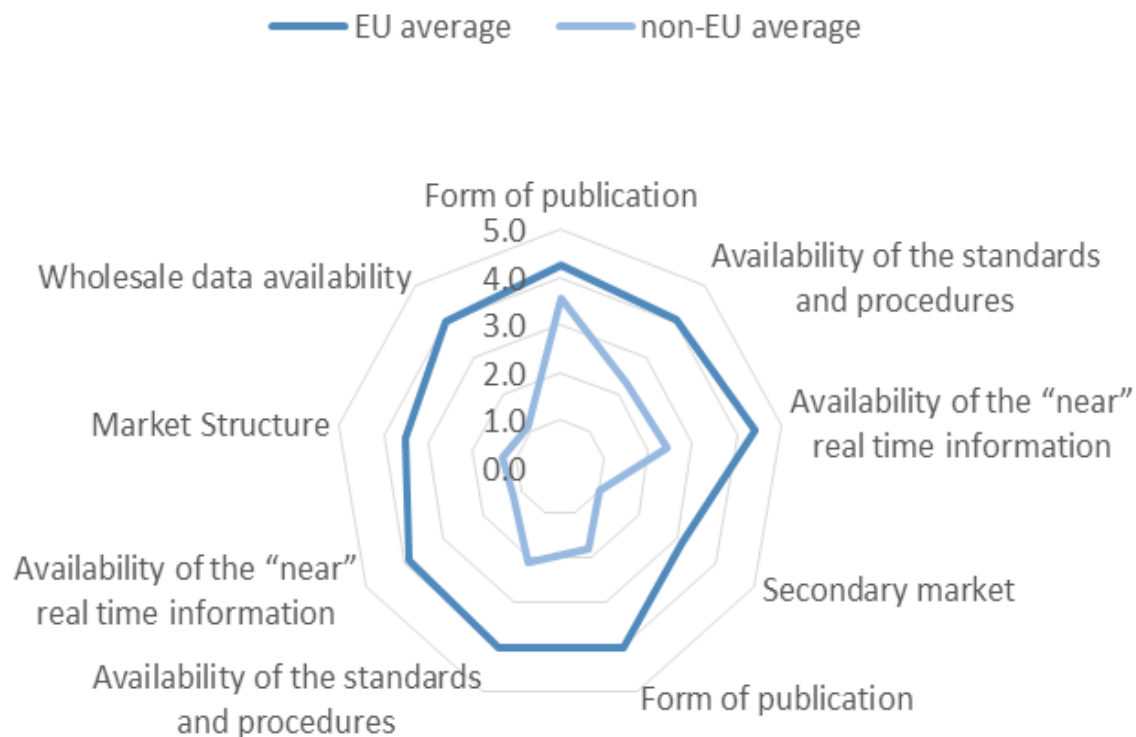 EU average
non-EU average
Form of publication
5.0
Availability of the standards
and procedures
Wholesale data availability
4.0
3.0
Availability of the “near”
real time information
2.0
Market Structure
1.0
0.0
Availability of the “near”
real time information
Secondary market
Availability of the standards
and procedures
Form of publication